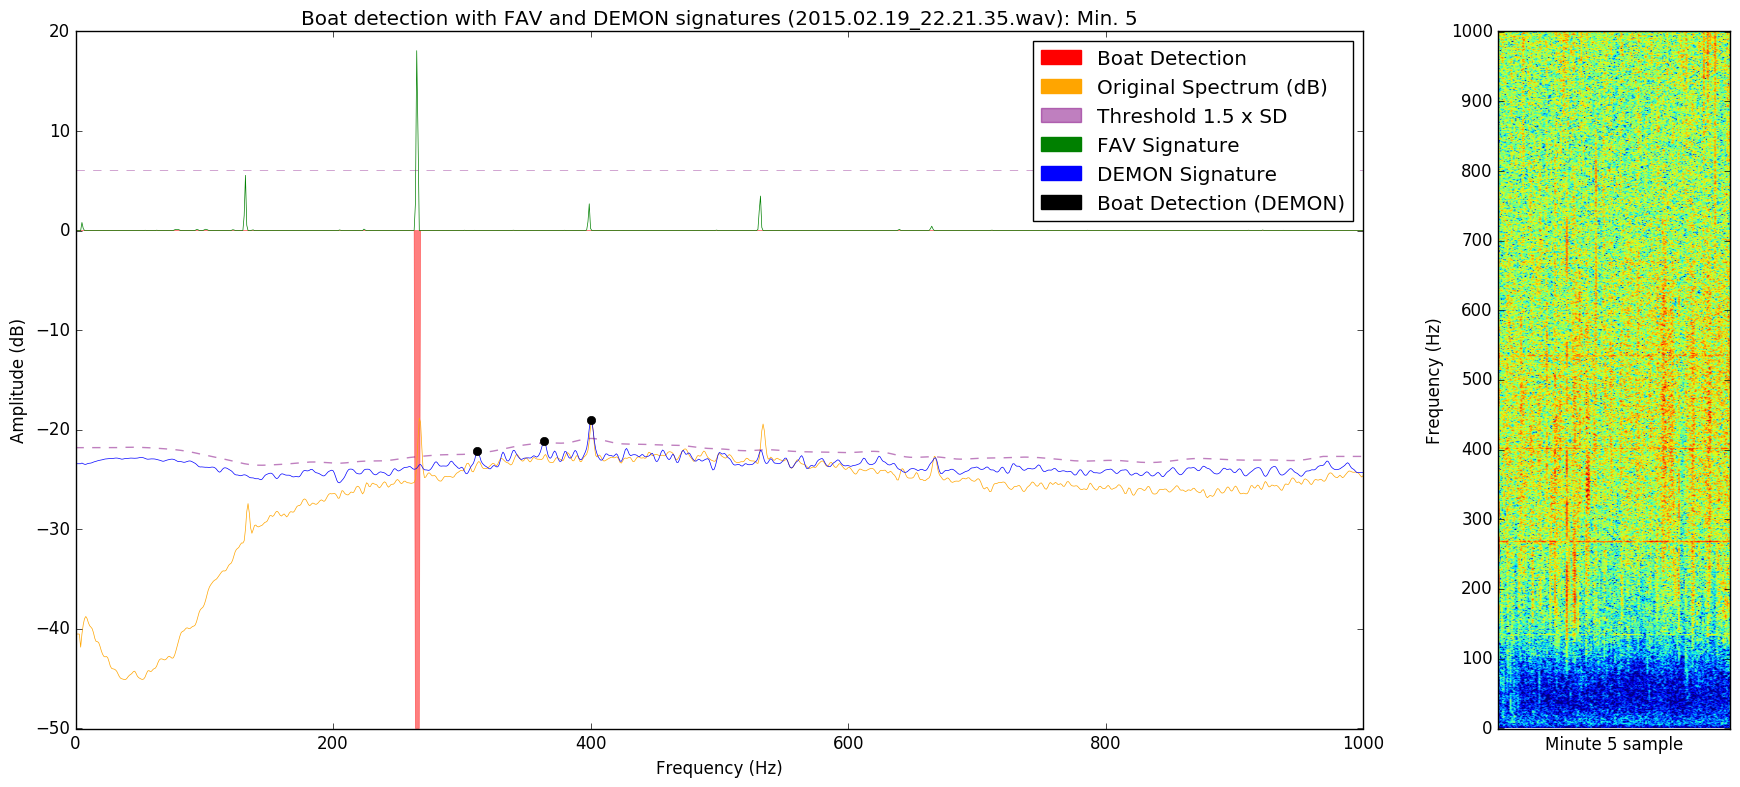 Boat detection with FAV and DEMON signatures (2015.02.19_22.21.35.wav): Min. 5
20
10
0
−10
−20
−30
−40
−50
Amplitude (dB)
0 200 400 600 800 1000
Frequency (Hz)
Boat Detection
Original Spectrum (dB)
Threshold 1.5 x SD
FAV Signature
DEMON Signature
Boat Detection (DEMON)
1000
900
800
700
600
500
400
300
200
100
0
Frequency (Hz)
Minute 5 sample